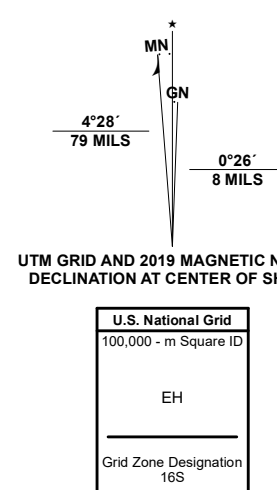 ★
MN
GN
4°28´
79 MILS
0°26´
8 MILS
UTM GRID AND 2019 MAGNETIC N
DECLINATION AT CENTER OF SH
U.S. National Grid
100,000 - m Square ID
EH
Grid Zone Designation
16S